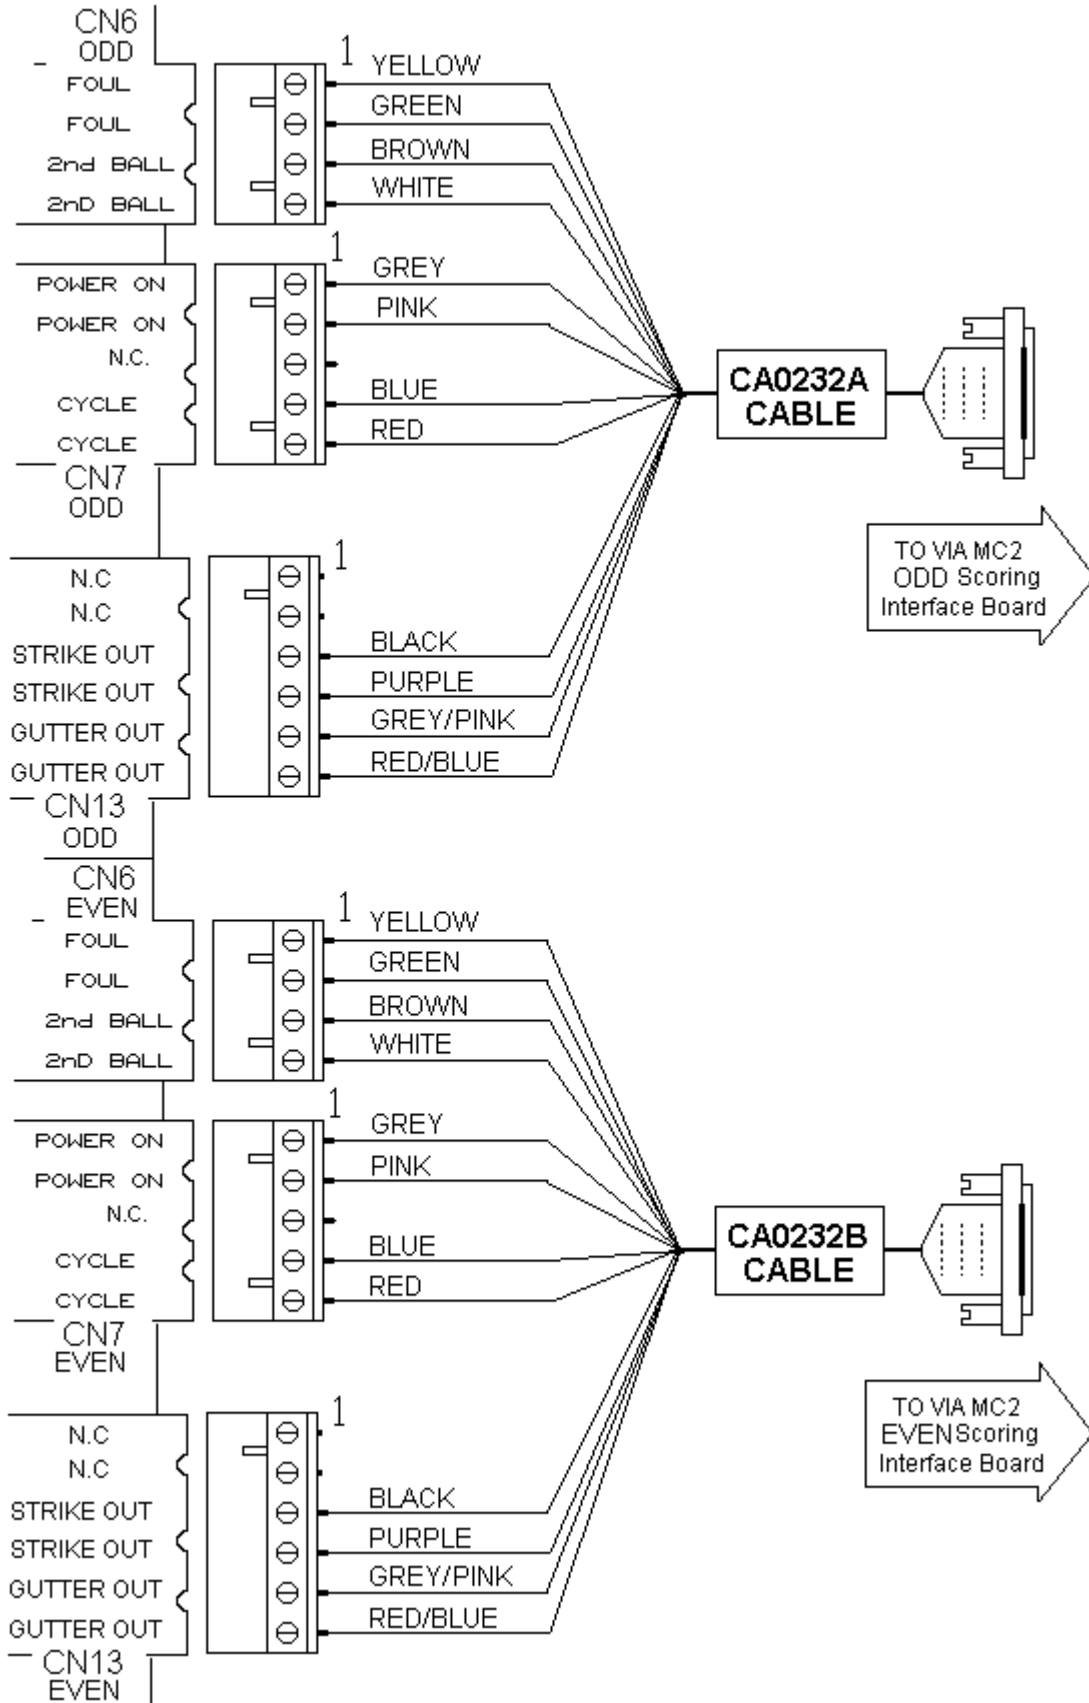 CN6
ODD
1
FOUL
YELLOW
FOUL
GREEN
2nd BALL
BROWN
2nD BALL
WHITE
1
POWER ON
GREY
POWER ON
PINK
N.C.
CYCLE
BLUE
CYCLE
RED
CN7
ODD
CA0232A
CABLE
TO VIA MC2
ODD Scoring
Interface Board
1
N.C
N.C
STRIKE OUT
BLACK
STRIKE OUT
PURPLE
GUTTER OUT
GREY/PINK
GUTTER OUT
RED/BLUE
CN13
ODD
CN6
EVEN
1
FOUL
YELLOW
FOUL
GREEN
2nd BALL
BROWN
2nD BALL
WHITE
1
POWER ON
GREY
POWER ON
PINK
N.C.
CYCLE
BLUE
CYCLE
RED
CN7
EVEN
CA0232B
CABLE
TO VIA MC2
EVEN Scoring
Interface Board
1
N.C
N.C
STRIKE OUT
BLACK
STRIKE OUT
PURPLE
GUTTER OUT
GREY/PINK
GUTTER OUT
RED/BLUE
CN13
EVEN